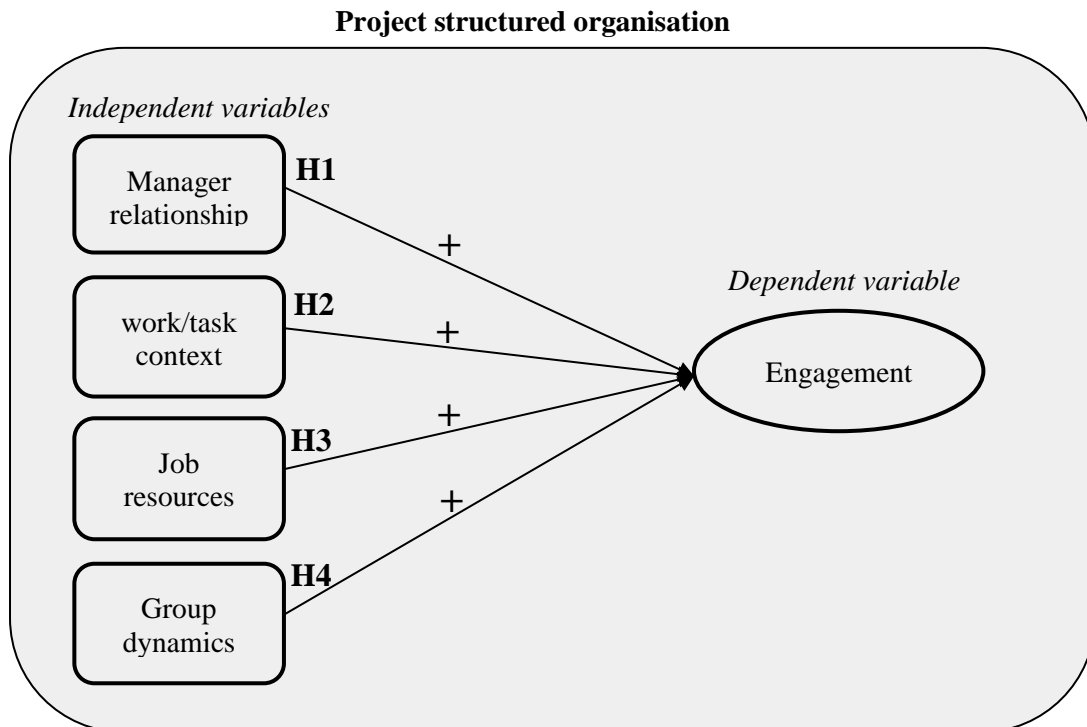 Project structured organisation
Independent variables
Manager
relationship
H1
+
work/task
context
H2
+
Job
resources
H3
+
Group
dynamics
H4
+
Dependent variable
Engagement